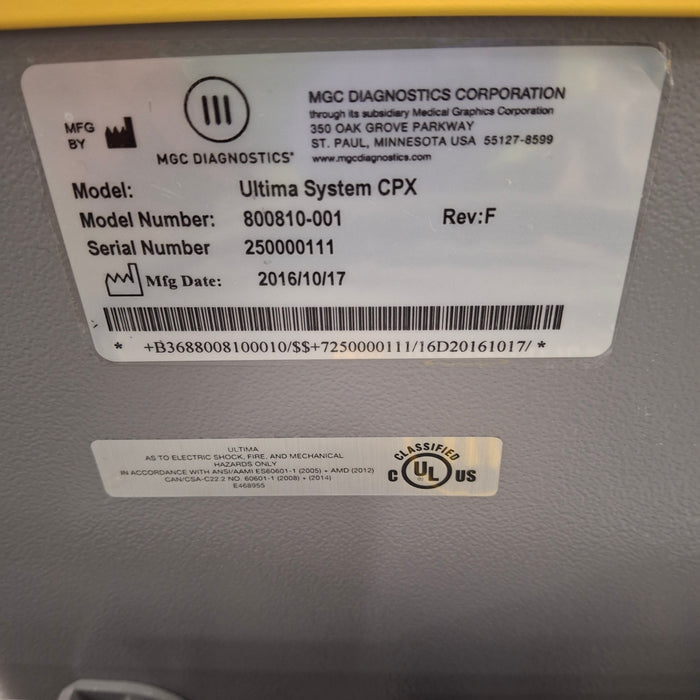 MFG
BY
MGC DIAGNOSTICS®
MGC DIAGNOSTICS CORPORATION
through its subsidiary Medical Graphics Corporation
350 OAK GROVE PARKWAY
ST. PAUL, MINNESOTA USA 55127-8599
www.mgcdiagnostics.com
Model: Ultima System CPX
Model Number: 800810-001 Rev:F
Serial Number 250000111
Mfg Date: 2016/10/17
* +B3688008100010/$$+7250000111/16D20161017/ *
ULTIMA
AS TO ELECTRIC SHOCK, FIRE, AND MECHANICAL
HAZARDS ONLY
IN ACCORDANCE WITH ANSI/AAMI ES60601-1 (2005) + AMD (2012)
CAN/CSA-C22.2 NO. 60601-1 (2008) + (2014)
E468955
CLASSIFIED
C UL US